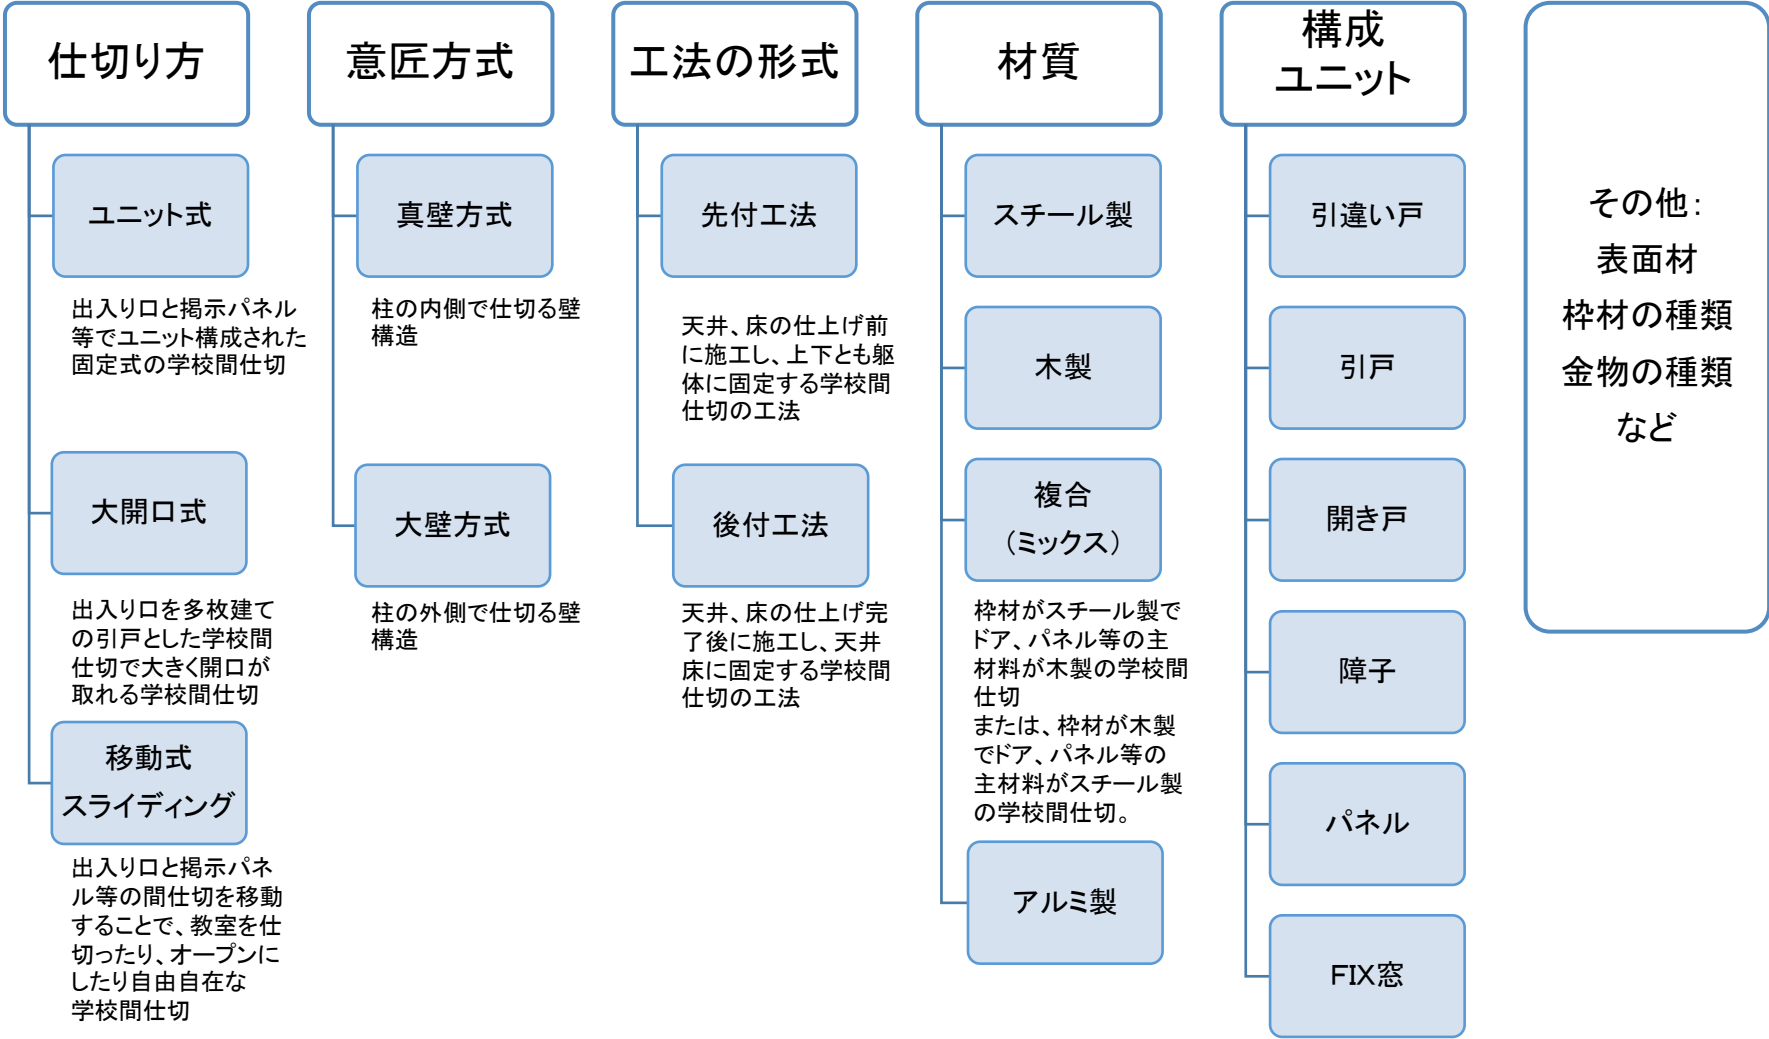 仕切り方
ユニット式
出入り口と掲示パネル
等でユニット構成された
固定式の学校間仕切
大開口式
出入り口を多枚建て
の引戸とした学校間
仕切で大きく開口が
取れる学校間仕切
移動式
スライディング
出入り口と掲示パネ
ル等の間仕切を移動
することで、教室を仕
切ったり、オープンに
したり自由自在な
学校間仕切
意匠方式
真壁方式
柱の内側で仕切る壁
構造
大壁方式
柱の外側で仕切る壁
構造
工法の形式
先付工法
天井、床の仕上げ前
に施工し、上下とも躯
体に固定する学校間
仕切の工法
後付工法
天井、床の仕上げ完
了後に施工し、天井
床に固定する学校間
仕切の工法
材質
スチール製
木製
複合
（ミックス）
枠材がスチール製で
ドア、パネル等の主
材料が木製の学校間
仕切
または、枠材が木製
でドア、パネル等の
主材料がスチール製
の学校間仕切。
アルミ製
構成
ユニット
引違い戸
引戸
開き戸
障子
パネル
FIX窓
その他：
表面材
枠材の種類
金物の種類
など